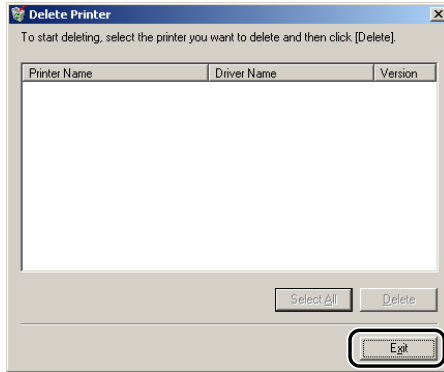 Delete Printer
To start deleting, select the printer you want to delete and then click [Delete].
Printer Name Driver Name Version
Select All Delete
Exit